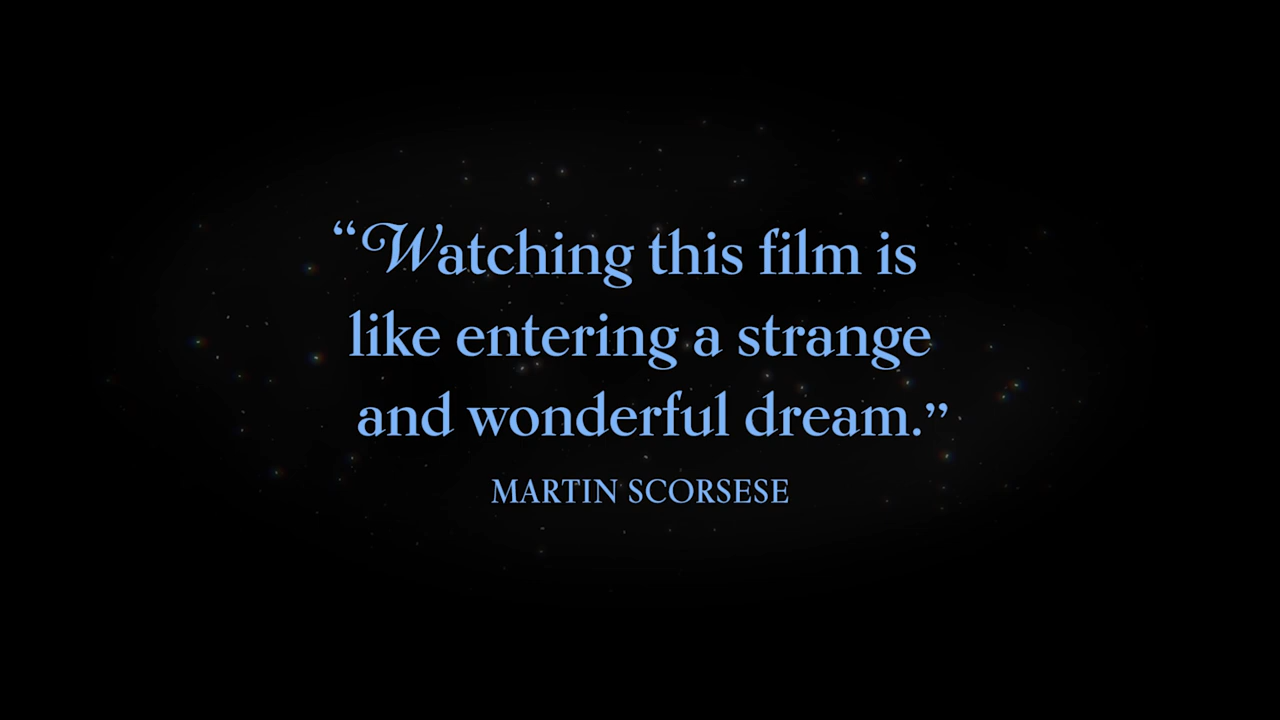 “Watching this film is
like entering a strange
and wonderful dream.”
MARTIN SCORSESE